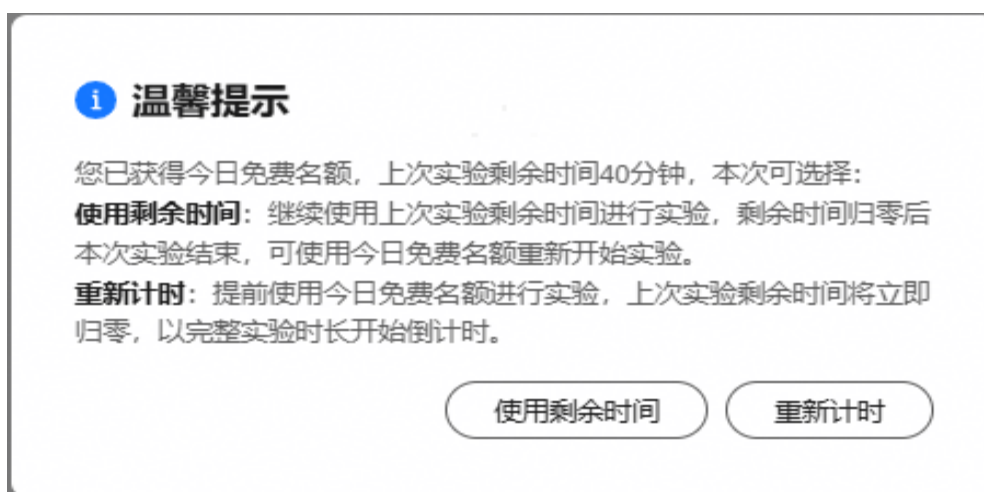 温馨提示
您已获得今日免费名额，上次实验剩余时间40分钟，本次可选择：
使用剩余时间：继续使用上次实验剩余时间进行实验，剩余时间归零后
本次实验结束，可使用今日免费名额重新开始实验。
重新计时：提前使用今日免费名额进行实验，上次实验剩余时间将立即
归零，以完整实验时长开始倒计时。
使用剩余时间 重新计时